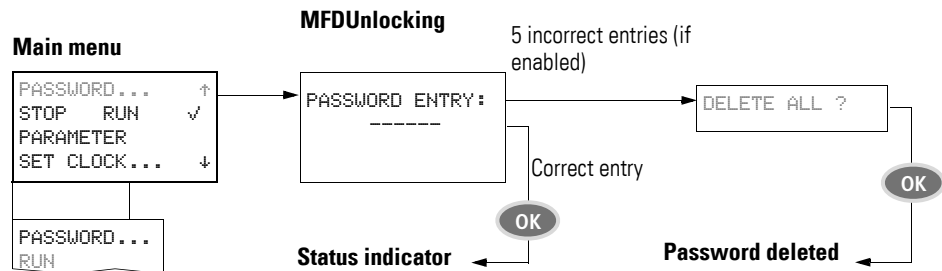 MFDUnlocking
Main menu
5 incorrect entries (if
enabled)
PASSWORD... ↑
STOP RUN √
PARAMETER
SET CLOCK... ↓
PASSWORD ENTRY:
------
DELETE ALL ?
Correct entry
OK
OK
PASSWORD...
RUN
Status indicator
Password deleted